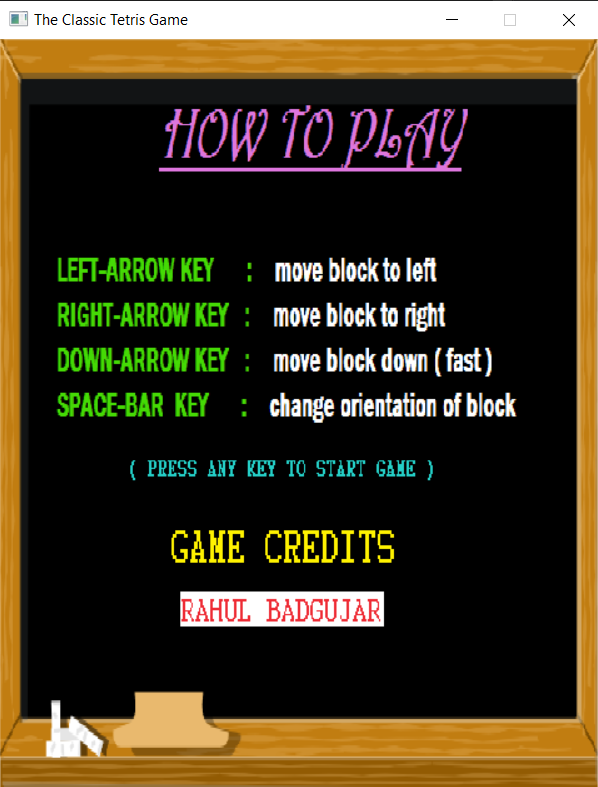 The Classic Tetris Game
HOW TO PLAY
LEFT-ARROW KEY : move block to left
RIGHT-ARROW KEY : move block to right
DOWN-ARROW KEY : move block down ( fast )
SPACE-BAR KEY : change orientation of block
( PRESS ANY KEY TO START GAME )
GAME CREDITS
RAHUL BADGUJAR